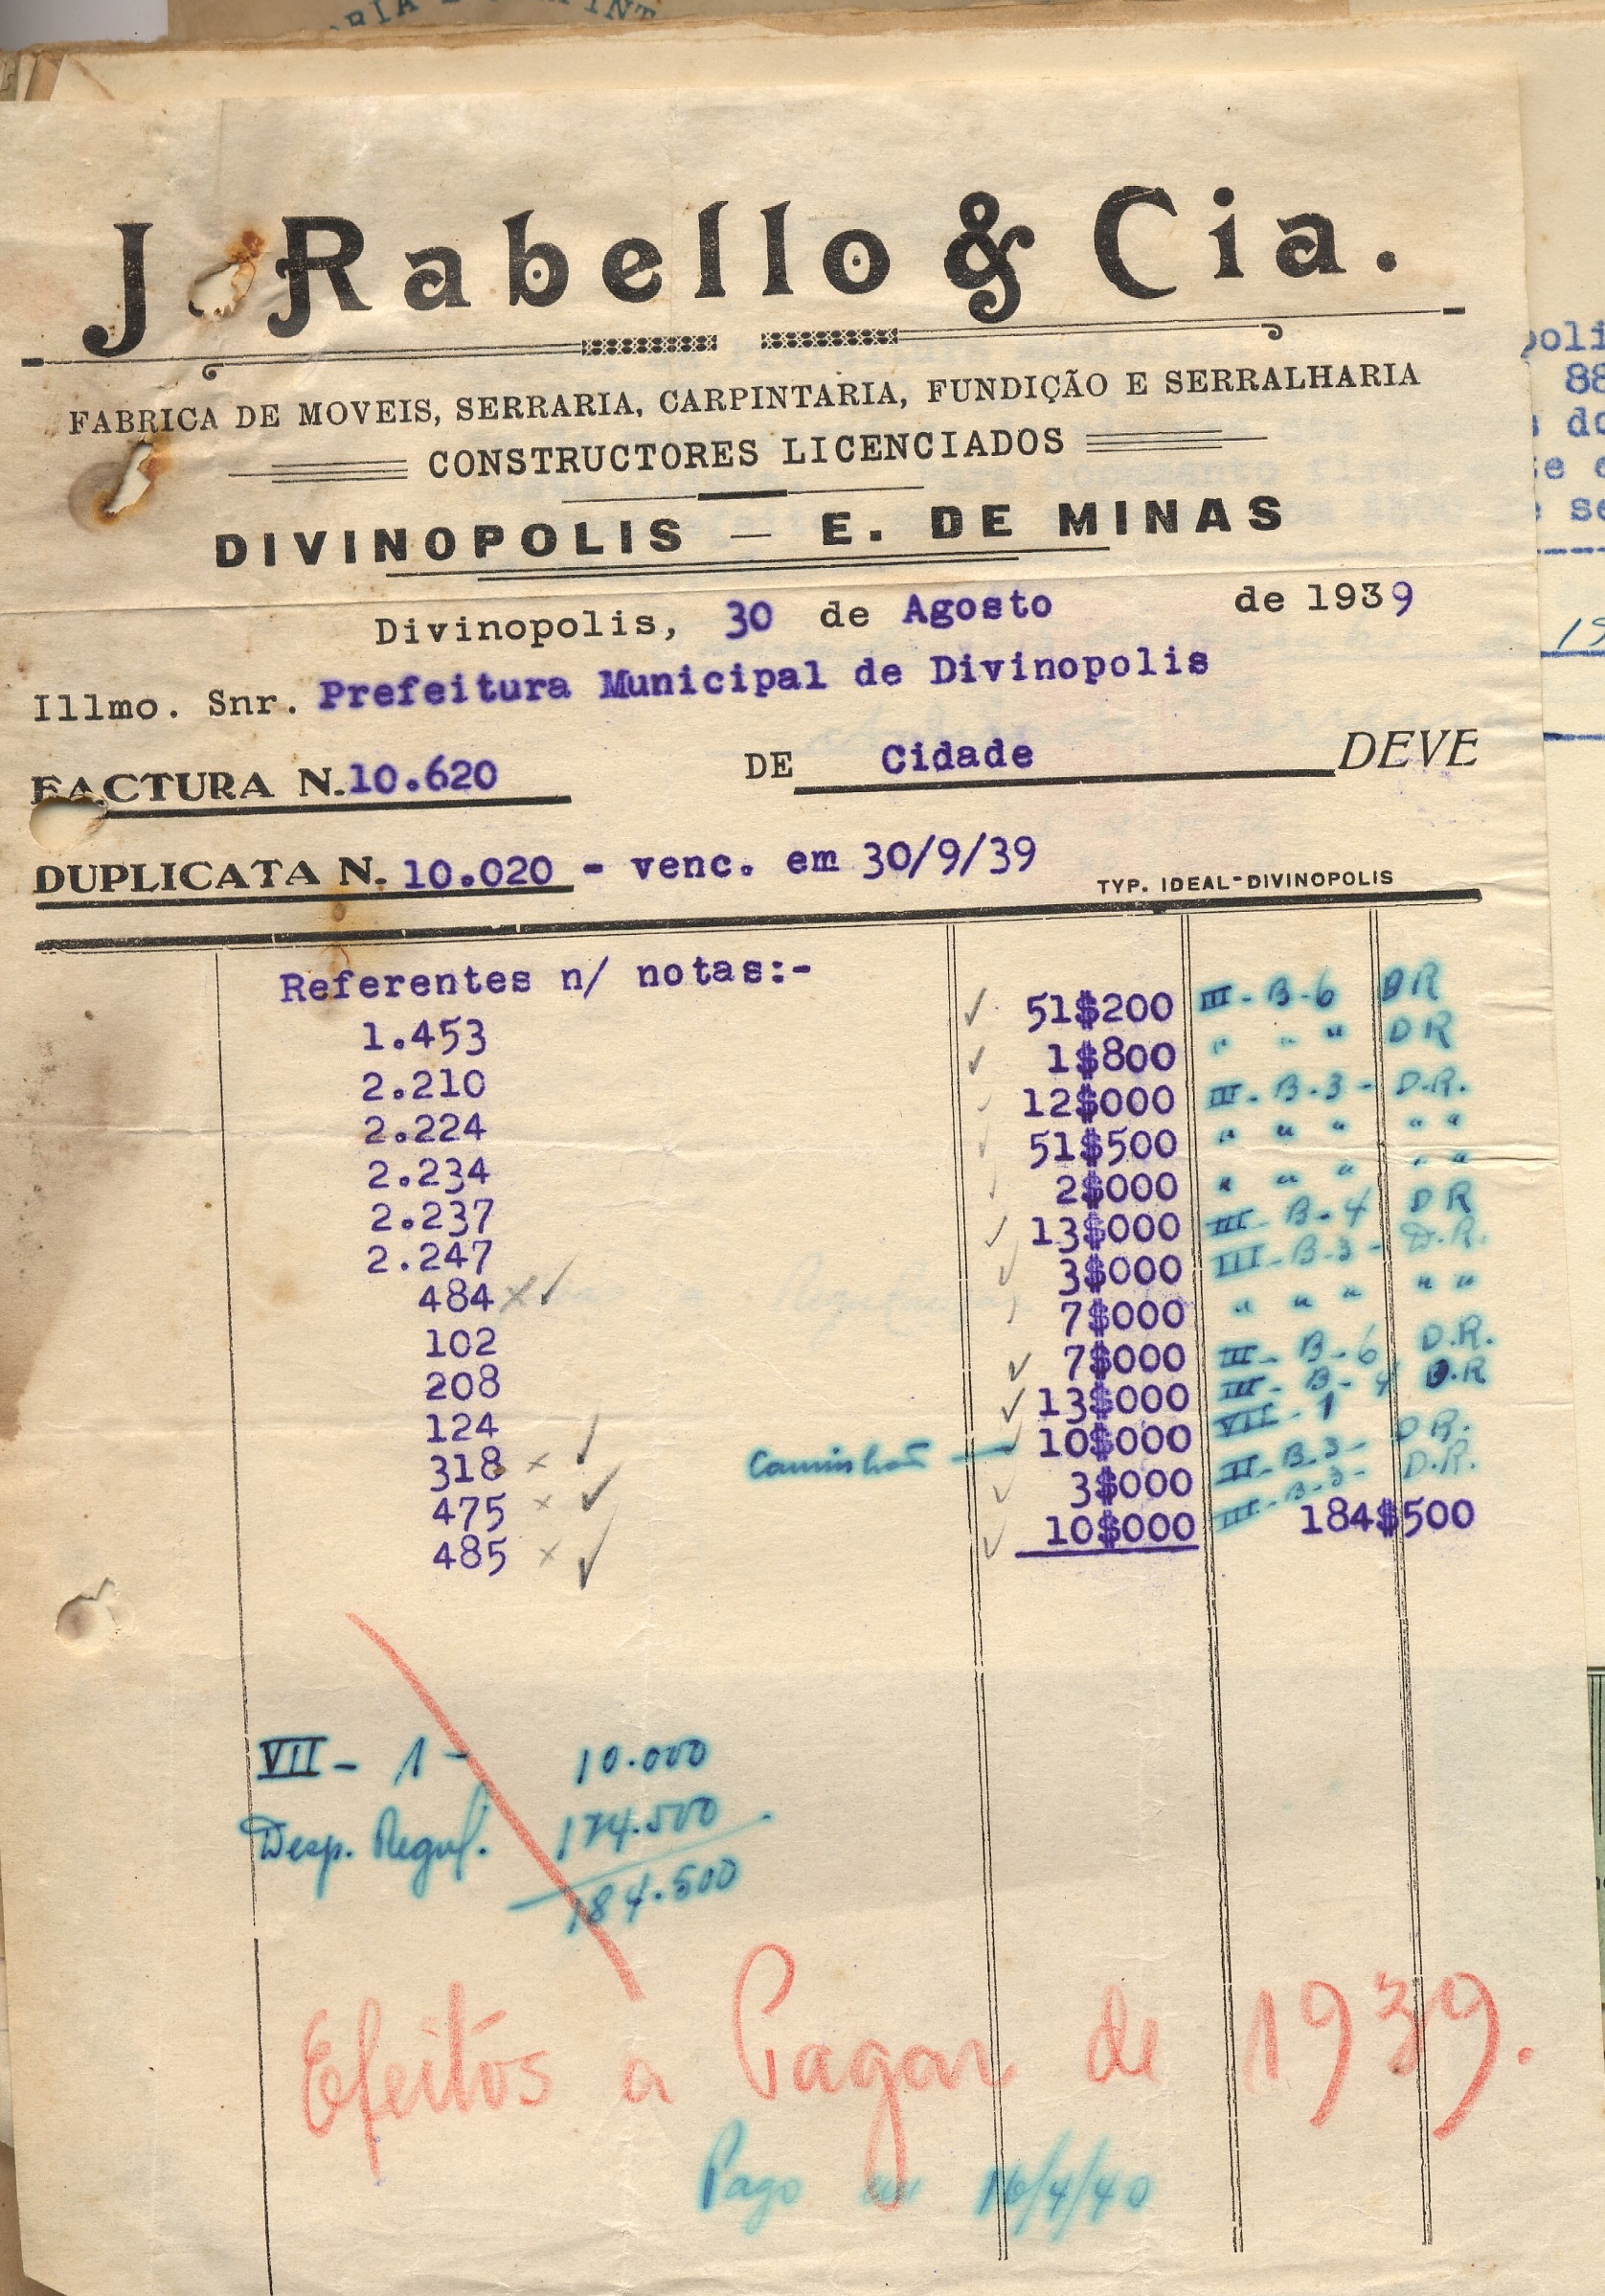 J. Rabello & Cia.
FABRICA DE MOVEIS, SERRARIA, CARPINTARIA, FUNDIÇÃO E SERRALHARIA
CONSTRUCTORES LICENCIADOS
DIVINOPOLIS — E. DE MINAS
Divinopolis, 30 de Agosto de 1939
Illmo. Snr. Prefeitura Municipal de Divinopolis
FACTURA N. 10.620 DE Cidade DEVE
DUPLICATA N. 10.020 - venc. em 30/9/39
TYP. IDEAL-DIVINOPOLIS
Referentes n/ notas:-
1.453 51$200 III - B-6 DR
2.210 1$800 " " " DR
2.224 12$000 III - B-3 - D.R.
2.234 51$500 " " " " "
2.237 2$000 " " " " "
2.247 13$000 III - B-4 DR
484 x 3$000 III - B-3 - D.R.
102 7$000 " " " " "
208 7$000 III - B-6 D.R.
124 13$000 III - B-4 D.R
318 x Caminhão — 10$000 VII - 1
475 x 3$000 III - B-3 - D.R.
485 x 10$000 III - B-3 - D.R. 184$500
VII - 1 - 10.000
Desp. Regul. 174.500
184.500
Efeitos a Pagar de 1939.
Pago em 16/4/40